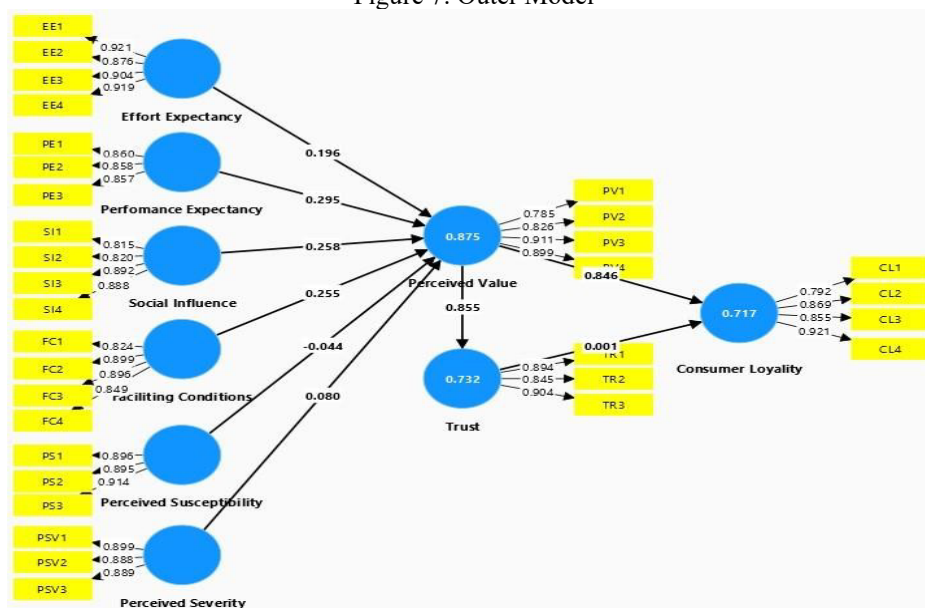 Figure 7. Outer Model
EE1
EE2
EE3
EE4
0.921
0.876
0.904
0.919
Effort Expectancy
PE1
PE2
PE3
0.860
0.858
0.857
Perfomance Expectancy
SI1
SI2
SI3
SI4
0.815
0.820
0.892
0.888
Social Influence
FC1
FC2
FC3
FC4
0.824
0.899
0.896
0.849
Faciliting Conditions
PS1
PS2
PS3
0.896
0.895
0.914
Perceived Susceptibility
PSV1
PSV2
PSV3
0.899
0.888
0.889
Perceived Severity
0.196
0.295
0.258
0.255
-0.044
0.080
0.875
Perceived Value
0.785
0.826
0.911
0.899
PV1
PV2
PV3
PV4
0.846
0.855
0.732
Trust
0.001
0.894
0.845
0.904
TR1
TR2
TR3
0.717
Consumer Loyality
0.792
0.869
0.855
0.921
CL1
CL2
CL3
CL4